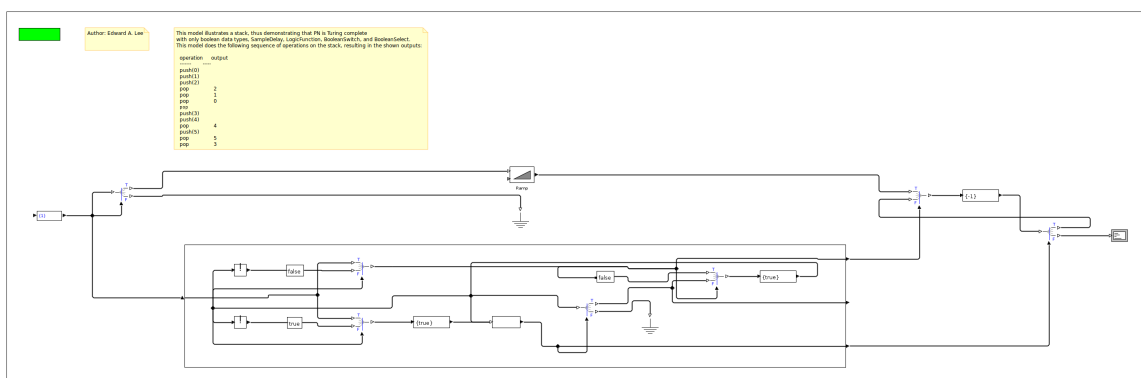 Author: Edward A. Lee
This model illustrates a stack, thus demonstrating that PN is Turing complete
with only boolean data types, SampleDelay, LogicFunction, BooleanSwitch, and BooleanSelect.
This model does the following sequence of operations on the stack, resulting in the shown outputs:
operation output
------ ----
push(0)
push(1)
push(2)
pop 2
pop 1
pop 0
pop
push(3)
push(4)
pop 4
push(5)
pop 5
pop 3
T
F
Ramp
{1}
T
F
{-1}
T
F
!
false
T
F
false
T
F
{true}
!
true
T
F
{true}
T
F